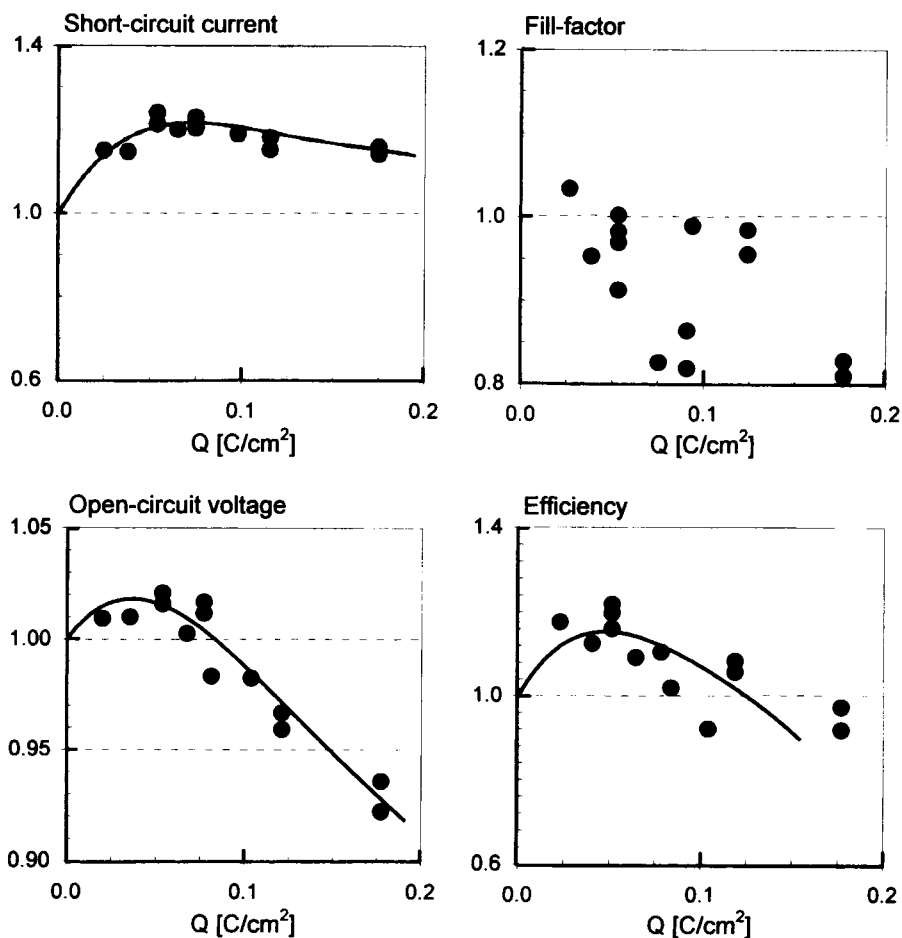 Short-circuit current
1.4
1.0
0.6
0.0 0.1 0.2
Q [C/cm²]
Fill-factor
1.2
1.0
0.8
0.0 0.1 0.2
Q [C/cm²]
Open-circuit voltage
1.05
1.00
0.95
0.90
0.0 0.1 0.2
Q [C/cm²]
Efficiency
1.4
1.0
0.6
0.0 0.1 0.2
Q [C/cm²]